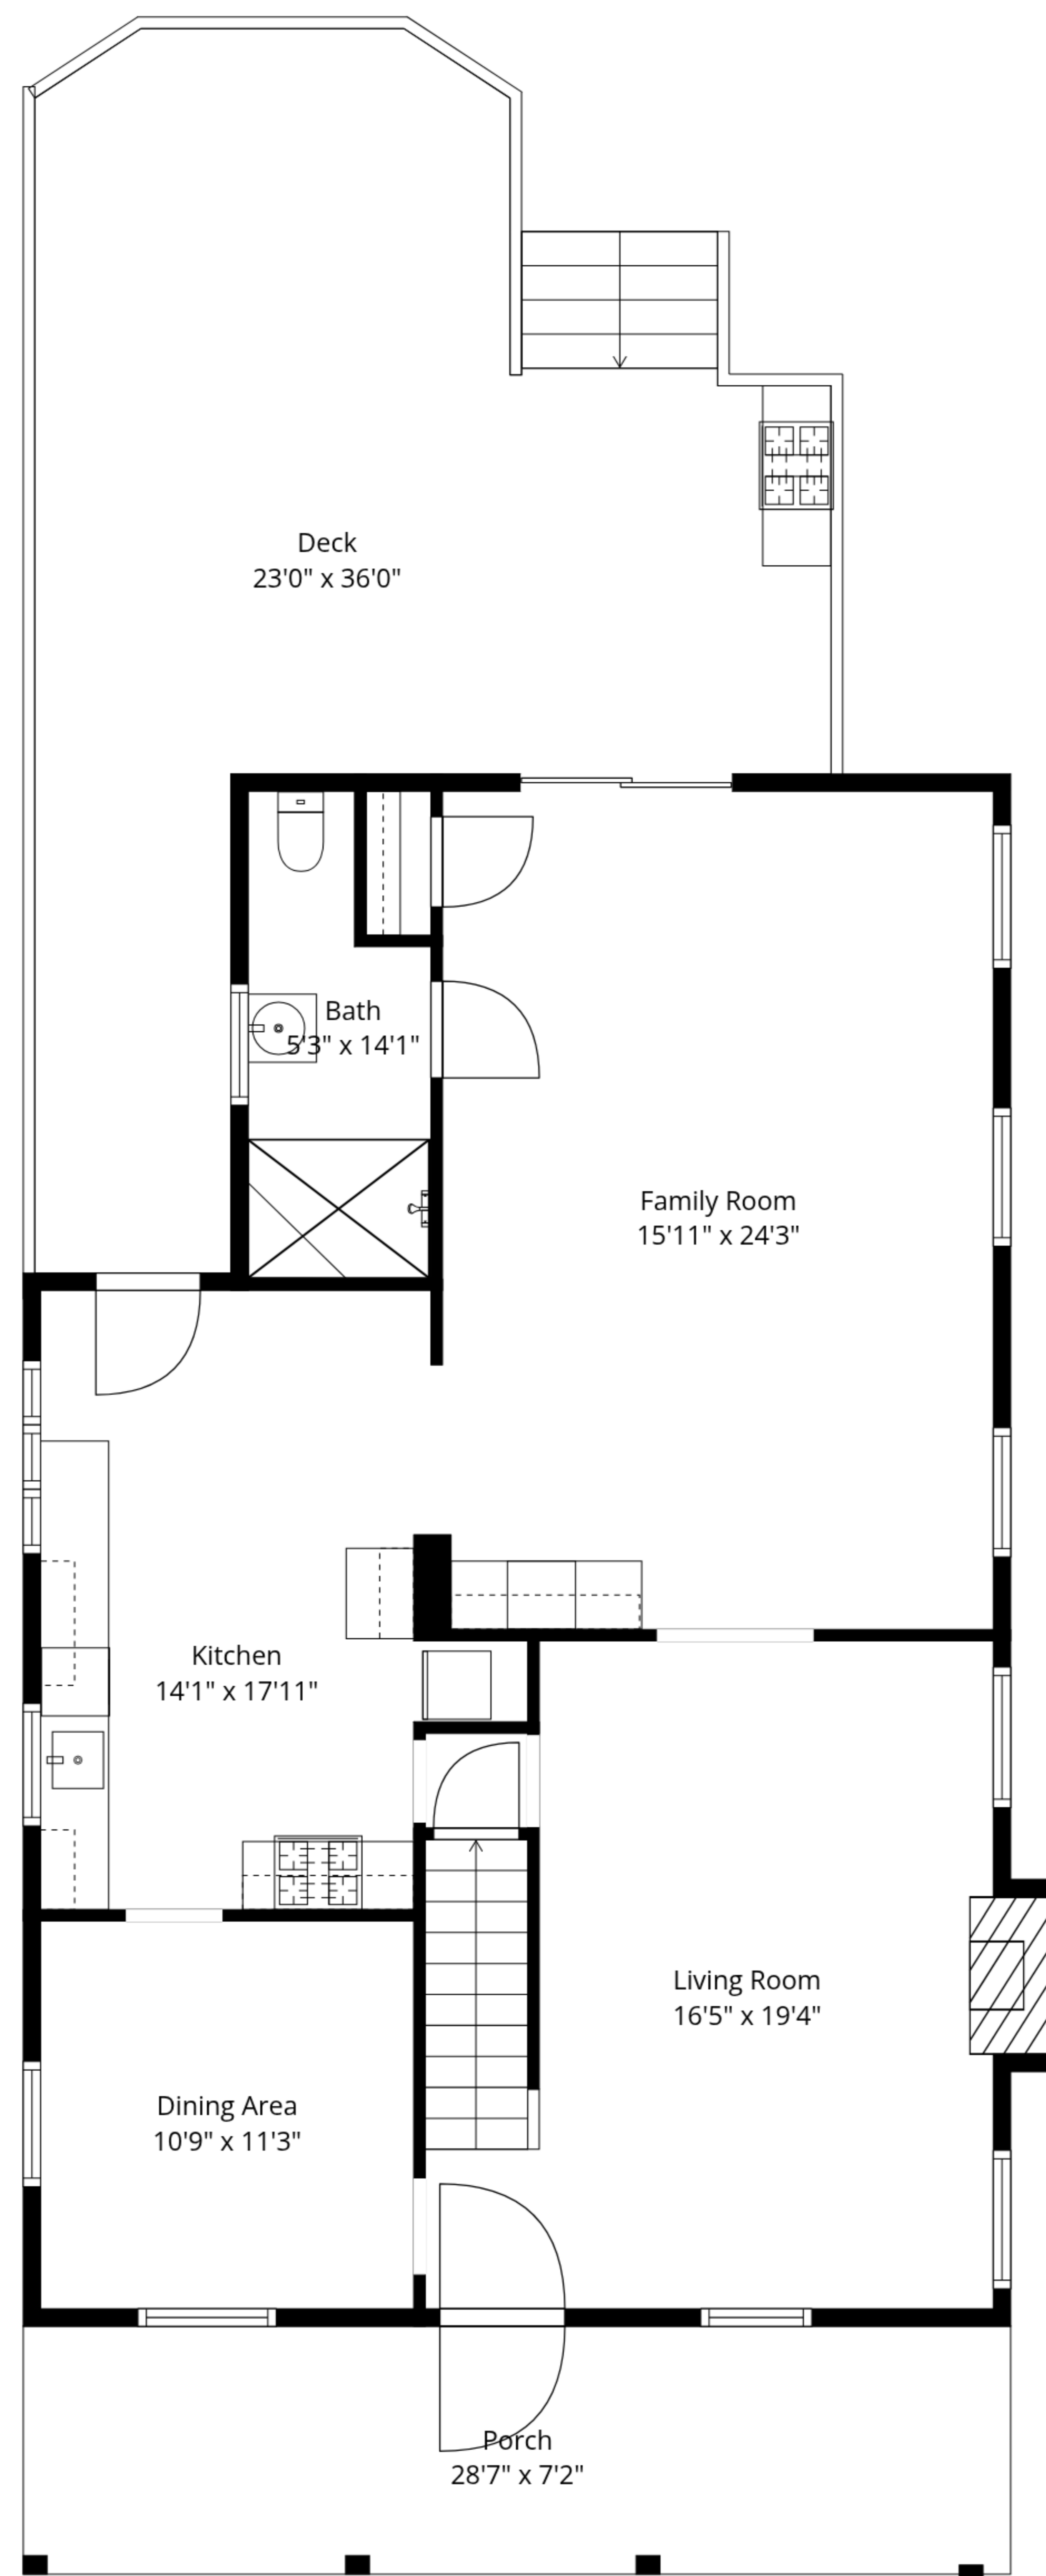 Deck
23'0" x 36'0"
Bath
5'3" x 14'1"
Family Room
15'11" x 24'3"
Kitchen
14'1" x 17'11"
Living Room
16'5" x 19'4"
Dining Area
10'9" x 11'3"
Porch
28'7" x 7'2"